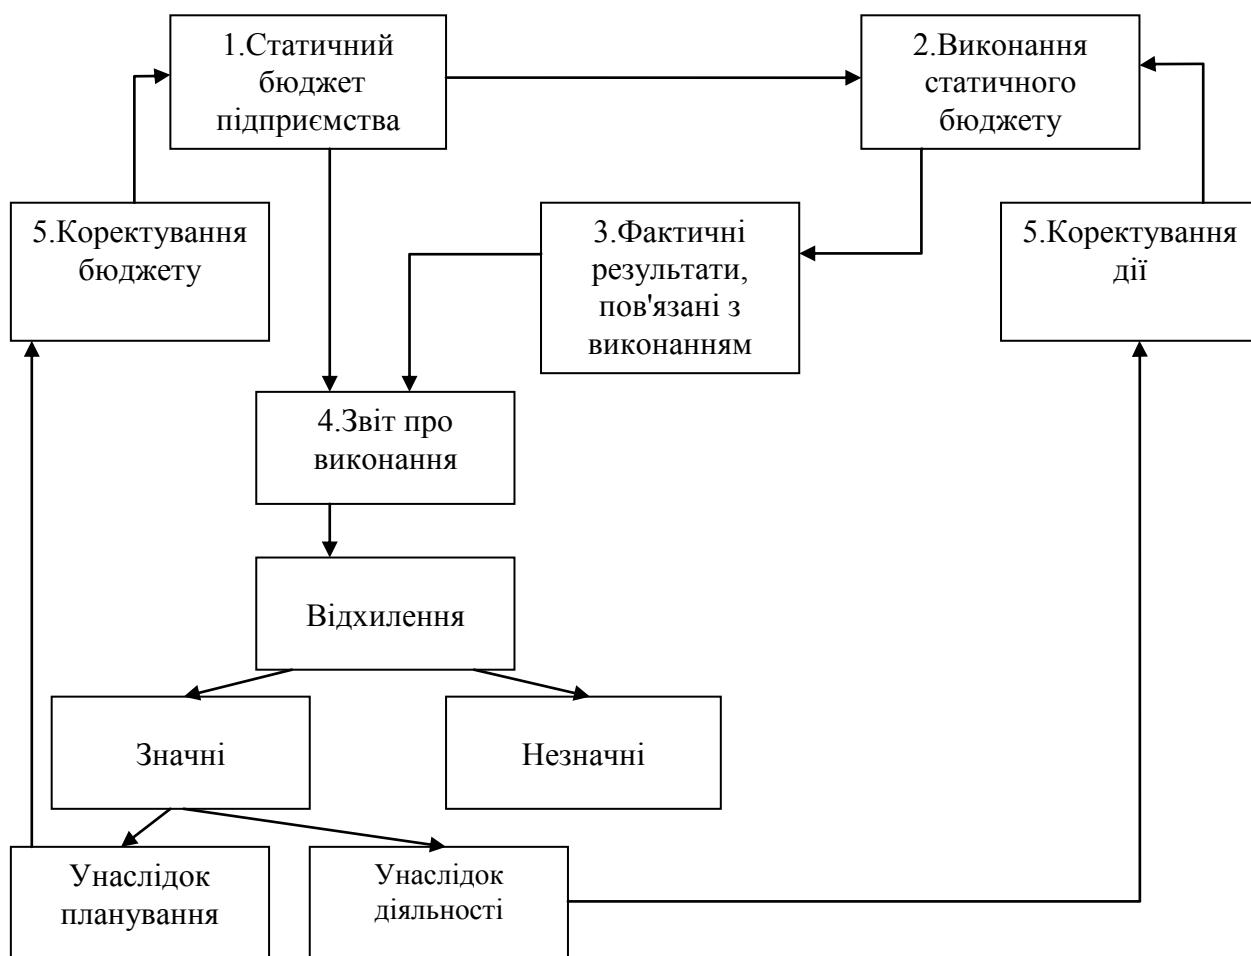 1.Статичний
бюджет
підприємства
2.Виконання
статичного
бюджету
5.Коректування
бюджету
3.Фактичні
результати,
пов'язані з
виконанням
5.Коректування
дії
4.Звіт про
виконання
Відхилення
Значні
Незначні
Унаслідок
планування
Унаслідок
діяльності